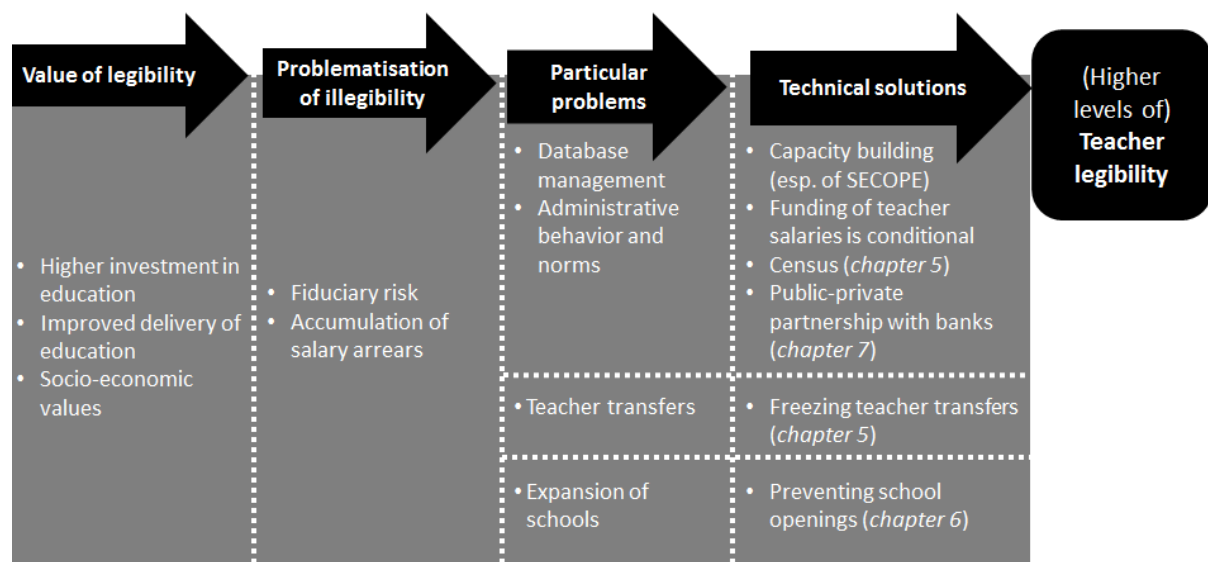 Value of legibility
Problematisation
of illegibility
Particular
problems
Technical solutions
(Higher
levels of)
Teacher
legibility
• Higher investment in
education
• Improved delivery of
education
• Socio-economic
values
• Fiduciary risk
• Accumulation of
salary arrears
• Database
management
• Administrative
behavior and
norms
• Capacity building
(esp. of SECOPE)
• Funding of teacher
salaries is conditional
• Census (chapter 5)
• Public-private
partnership with banks
(chapter 7)
• Teacher transfers
• Freezing teacher transfers
(chapter 5)
• Expansion of
schools
• Preventing school
openings (chapter 6)